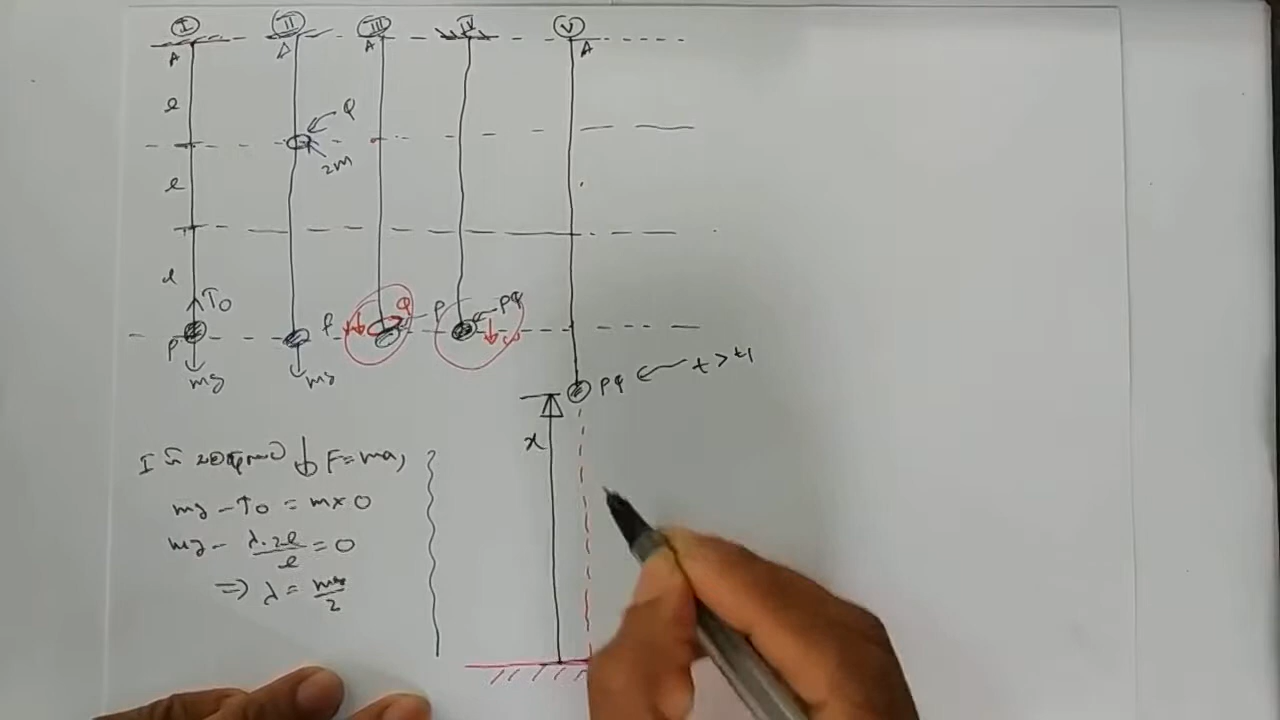 I II III IV V
A A A A
l
Q
2m
l
l
T₀
P
mg
P
mg
Q P
PQ
PQ t > t₁
x
↓ F = ma,
mg - T₀ = m × 0
mg - λ·2l/l = 0
⇒ λ = mg/2